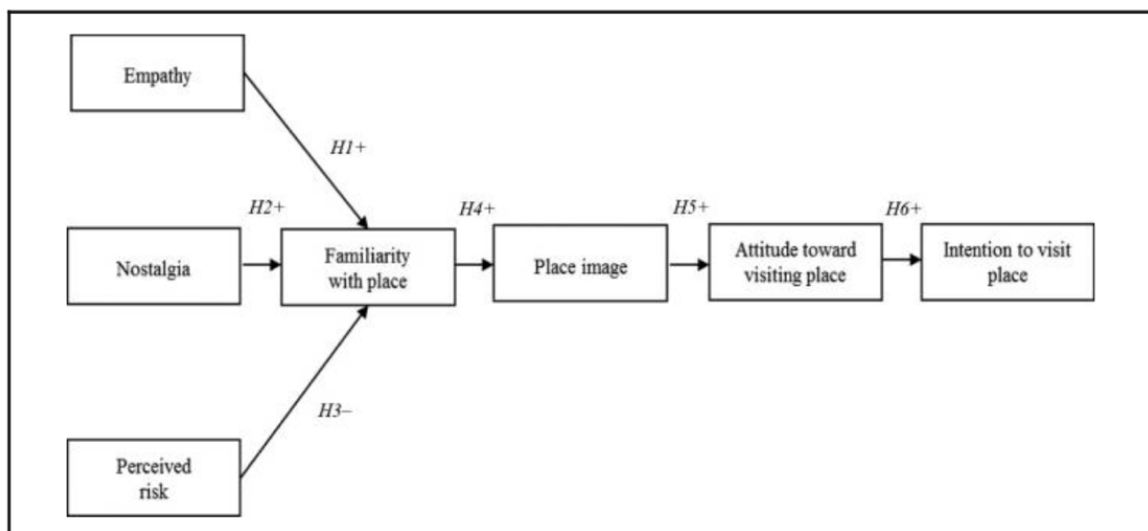 Empathy
H1+
H2+
H4+
H5+
H6+
Nostalgia
Familiarity
with place
Place image
Attitude toward
visiting place
Intention to visit
place
H3–
Perceived
risk